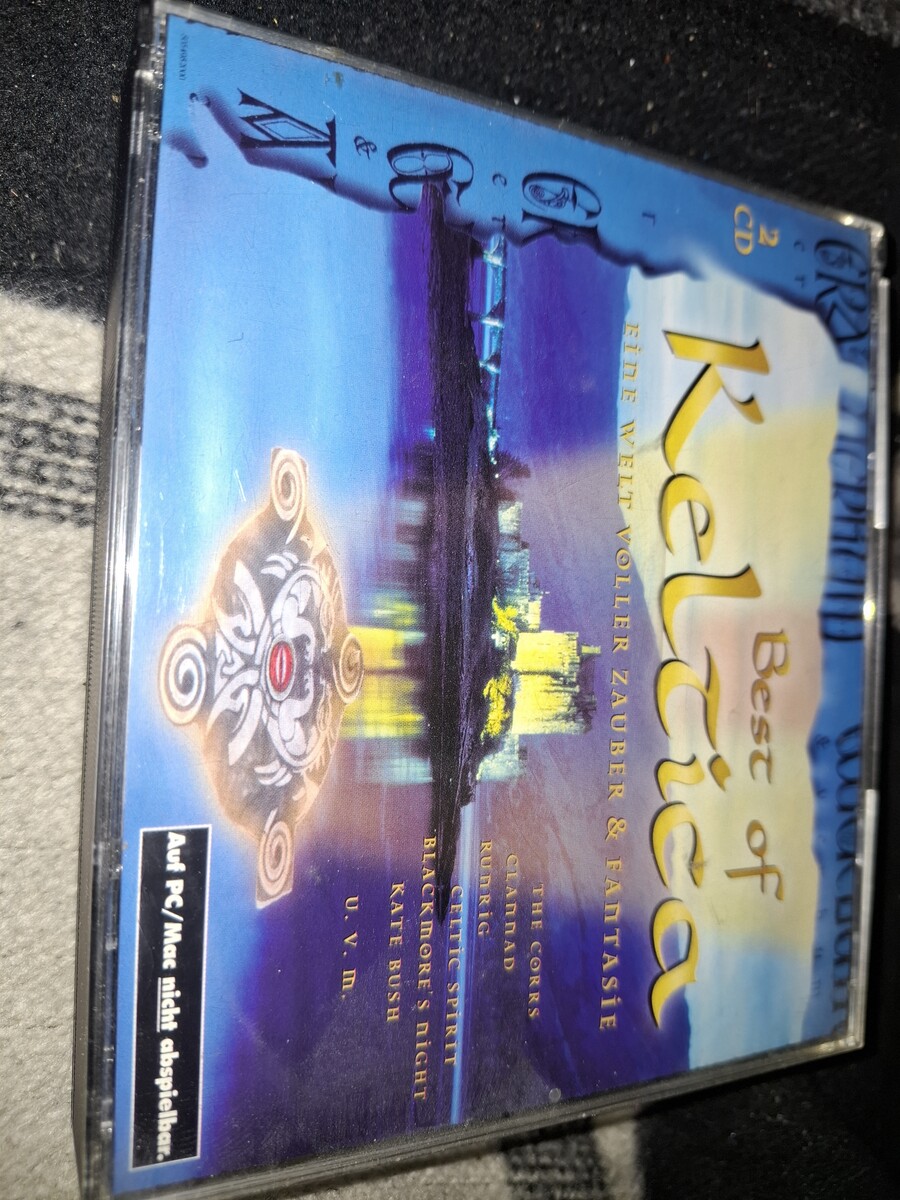 2 CD
Best of
Keltica
EINE WELT VOLLER ZAUBER & FANTASIE
THE CORRS
CLANNAD
RUNRIG
CELTIC SPIRIT
BLACKMORE'S NIGHT
KATE BUSH
U. V. M.
Auf PC/Mac nicht abspielbar.